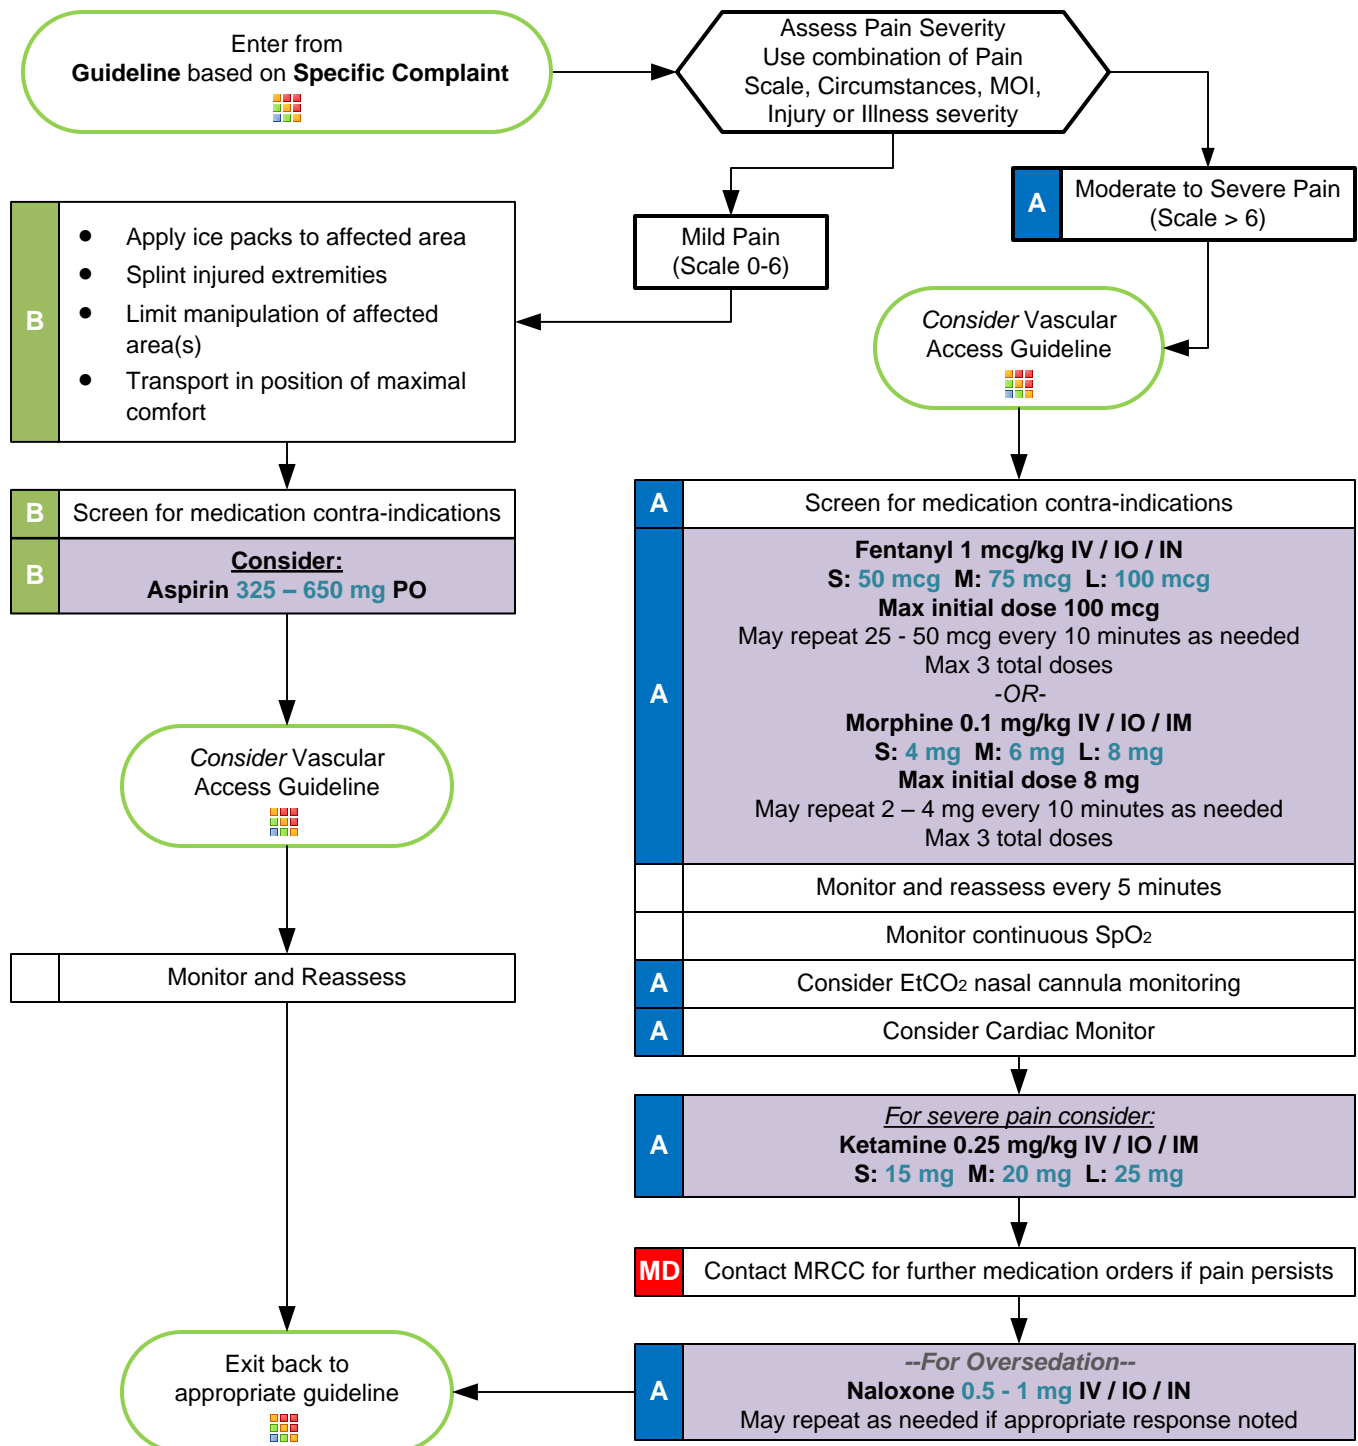 Enter from
Guideline based on Specific Complaint
Assess Pain Severity
Use combination of Pain
Scale, Circumstances, MOI,
Injury or Illness severity
A
Moderate to Severe Pain
(Scale > 6)
Mild Pain
(Scale 0-6)
B
● Apply ice packs to affected area
● Splint injured extremities
● Limit manipulation of affected
area(s)
● Transport in position of maximal
comfort
Consider Vascular
Access Guideline
B
Screen for medication contra-indications
B
Consider:
Aspirin 325 – 650 mg PO
Consider Vascular
Access Guideline
Monitor and Reassess
A
Screen for medication contra-indications
A
Fentanyl 1 mcg/kg IV / IO / IN
S: 50 mcg M: 75 mcg L: 100 mcg
Max initial dose 100 mcg
May repeat 25 - 50 mcg every 10 minutes as needed
Max 3 total doses
-OR-
Morphine 0.1 mg/kg IV / IO / IM
S: 4 mg M: 6 mg L: 8 mg
Max initial dose 8 mg
May repeat 2 – 4 mg every 10 minutes as needed
Max 3 total doses
Monitor and reassess every 5 minutes
Monitor continuous SpO2
A
Consider EtCO2 nasal cannula monitoring
A
Consider Cardiac Monitor
A
For severe pain consider:
Ketamine 0.25 mg/kg IV / IO / IM
S: 15 mg M: 20 mg L: 25 mg
MD
Contact MRCC for further medication orders if pain persists
A
--For Oversedation--
Naloxone 0.5 - 1 mg IV / IO / IN
May repeat as needed if appropriate response noted
Exit back to
appropriate guideline